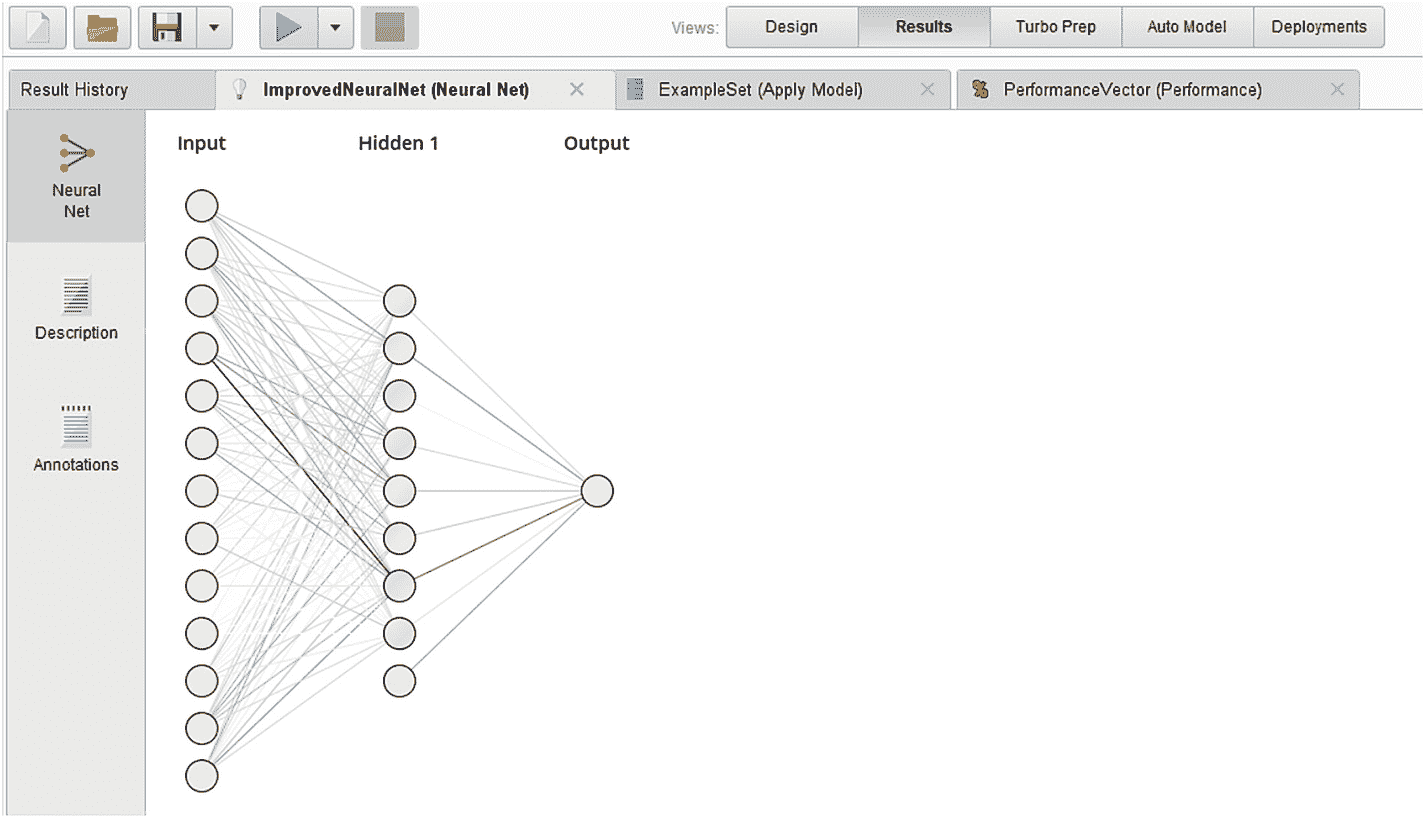 Views: Design Results Turbo Prep Auto Model Deployments
Result History ImprovedNeuralNet (Neural Net) ExampleSet (Apply Model) PerformanceVector (Performance)
Input Hidden 1 Output
Neural
Net
Description
Annotations